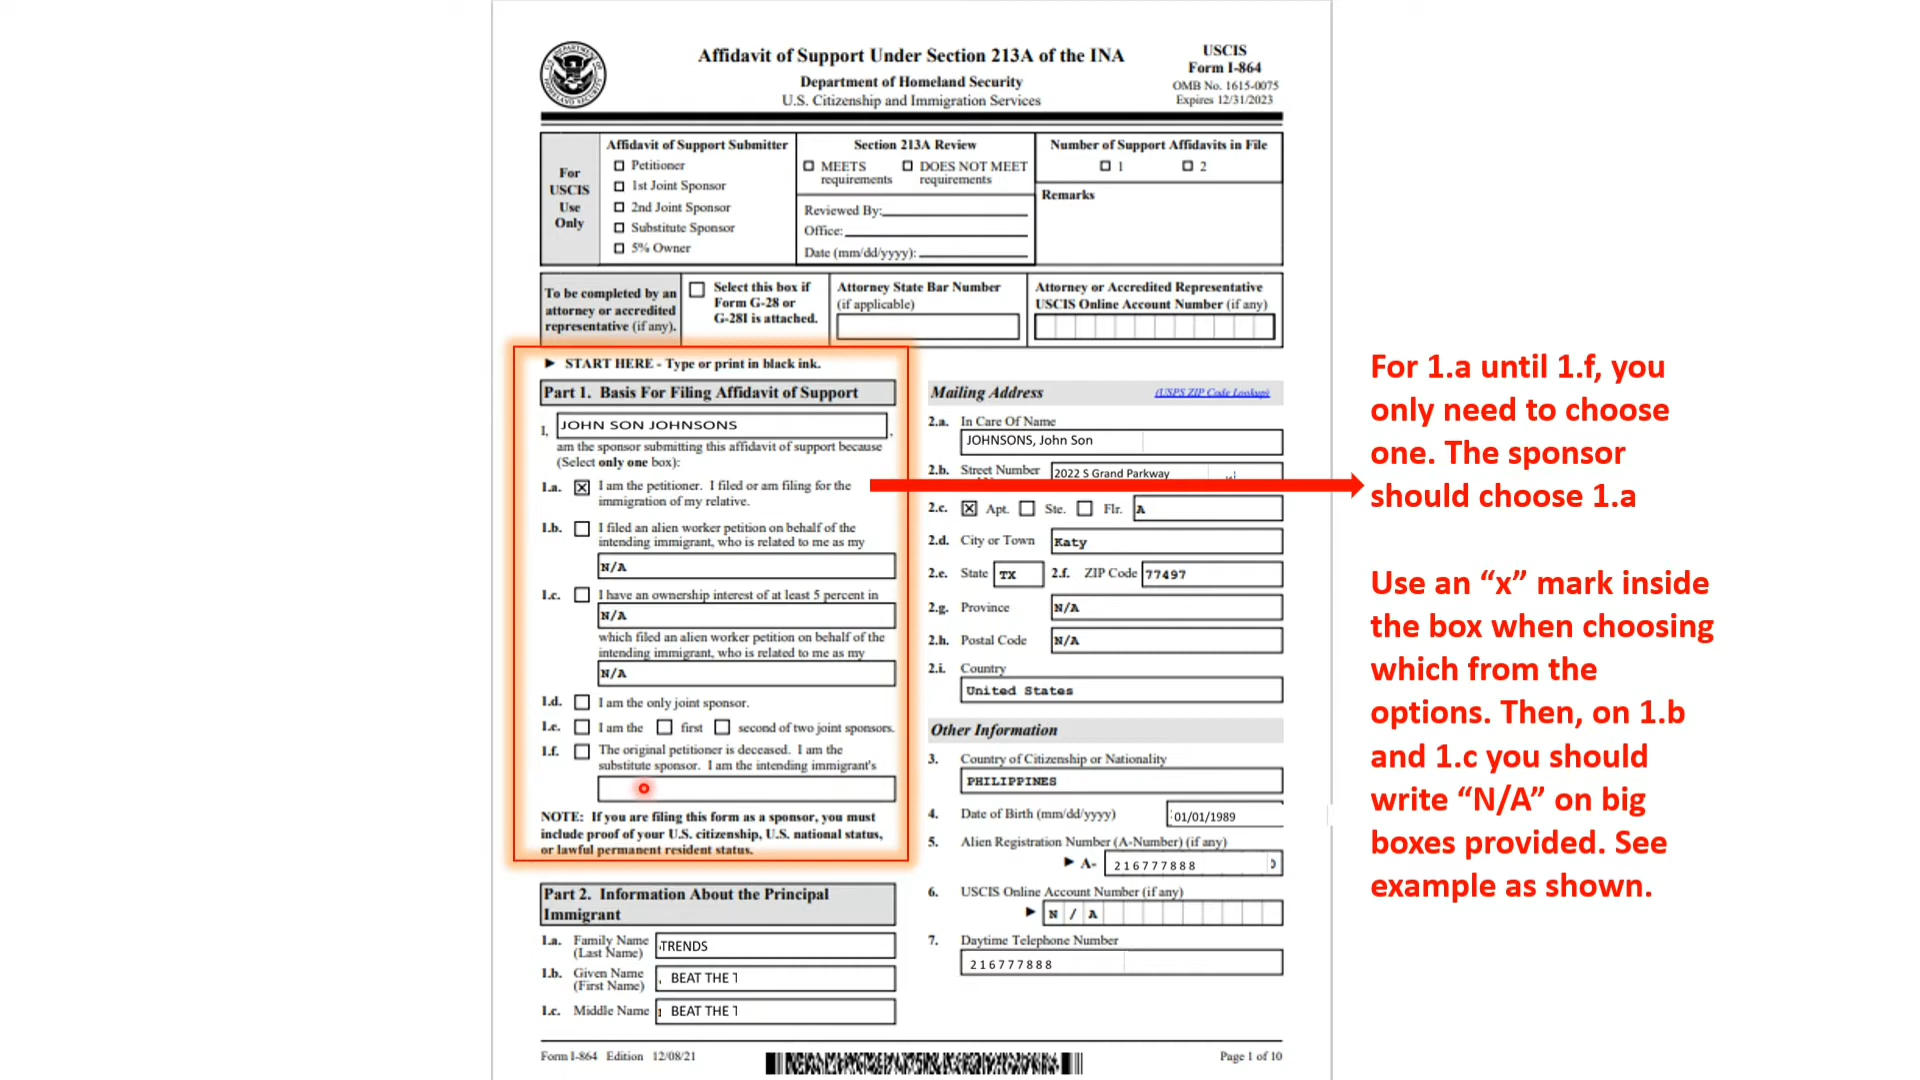 Affidavit of Support Under Section 213A of the INA
Department of Homeland Security
U.S. Citizenship and Immigration Services
USCIS
Form I-864
OMB No. 1615-0075
Expires 12/31/2023
For
USCIS
Use
Only
Affidavit of Support Submitter
Petitioner
1st Joint Sponsor
2nd Joint Sponsor
Substitute Sponsor
5% Owner
Section 213A Review
MEETS requirements
DOES NOT MEET requirements
Reviewed By:
Office:
Date (mm/dd/yyyy):
Number of Support Affidavits in File
1 2
Remarks
To be completed by an
attorney or accredited
representative (if any).
Select this box if
Form G-28 or
G-28I is attached.
Attorney State Bar Number
(if applicable)
Attorney or Accredited Representative
USCIS Online Account Number (if any)
► START HERE - Type or print in black ink.
Part 1. Basis For Filing Affidavit of Support
I, JOHN SON JOHNSONS ,
am the sponsor submitting this affidavit of support because
(Select only one box):
1.a. X I am the petitioner. I filed or am filing for the
immigration of my relative.
1.b. I filed an alien worker petition on behalf of the
intending immigrant, who is related to me as my
N/A
1.c. I have an ownership interest of at least 5 percent in
N/A
which filed an alien worker petition on behalf of the
intending immigrant, who is related to me as my
N/A
1.d. I am the only joint sponsor.
1.e. I am the first second of two joint sponsors.
1.f. The original petitioner is deceased. I am the
substitute sponsor. I am the intending immigrant's
NOTE: If you are filing this form as a sponsor, you must
include proof of your U.S. citizenship, U.S. national status,
or lawful permanent resident status.
Part 2. Information About the Principal
Immigrant
1.a. Family Name
(Last Name)
TRENDS
1.b. Given Name
(First Name)
BEAT THE T
1.c. Middle Name BEAT THE T
Mailing Address (USPS ZIP Code Lookup)
2.a. In Care Of Name
JOHNSONS, John Son
2.b. Street Number 2022 S Grand Parkway
2.c. X Apt. Ste. Flr. A
2.d. City or Town Katy
2.e. State TX 2.f. ZIP Code 77497
2.g. Province N/A
2.h. Postal Code N/A
2.i. Country
United States
Other Information
3. Country of Citizenship or Nationality
PHILIPPINES
4. Date of Birth (mm/dd/yyyy) 01/01/1989
5. Alien Registration Number (A-Number) (if any)
► A- 216777888
6. USCIS Online Account Number (if any)
► N / A
7. Daytime Telephone Number
216777888
Form I-864 Edition 12/08/21
Page 1 of 10
For 1.a until 1.f, you
only need to choose
one. The sponsor
should choose 1.a
Use an “x” mark inside
the box when choosing
which from the
options. Then, on 1.b
and 1.c you should
write “N/A” on big
boxes provided. See
example as shown.